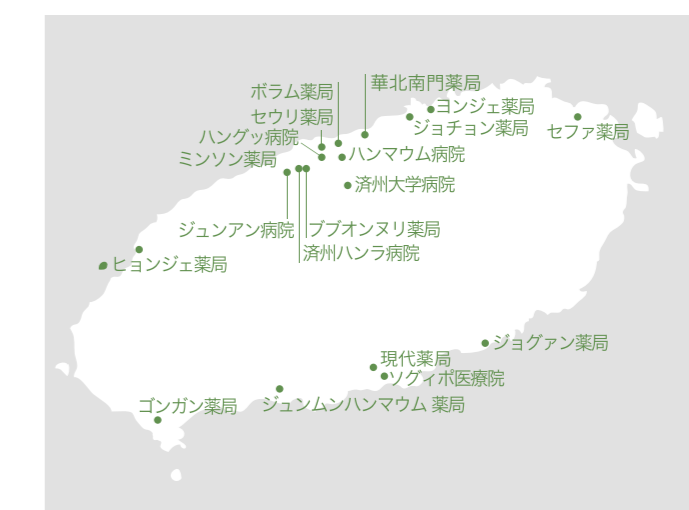 華北南門薬局
ボラム薬局
ヨンジェ薬局
セウリ薬局
ジョチョン薬局
セファ薬局
ハングッ病院
ミンソン薬局
ハンマウム病院
済州大学病院
ジュンアン病院
ブブオンヌリ薬局
済州ハンラ病院
ヒョンジェ薬局
ジョグァン薬局
現代薬局
ソグィポ医療院
ゴンガン薬局
ジュンムンハンマウム 薬局